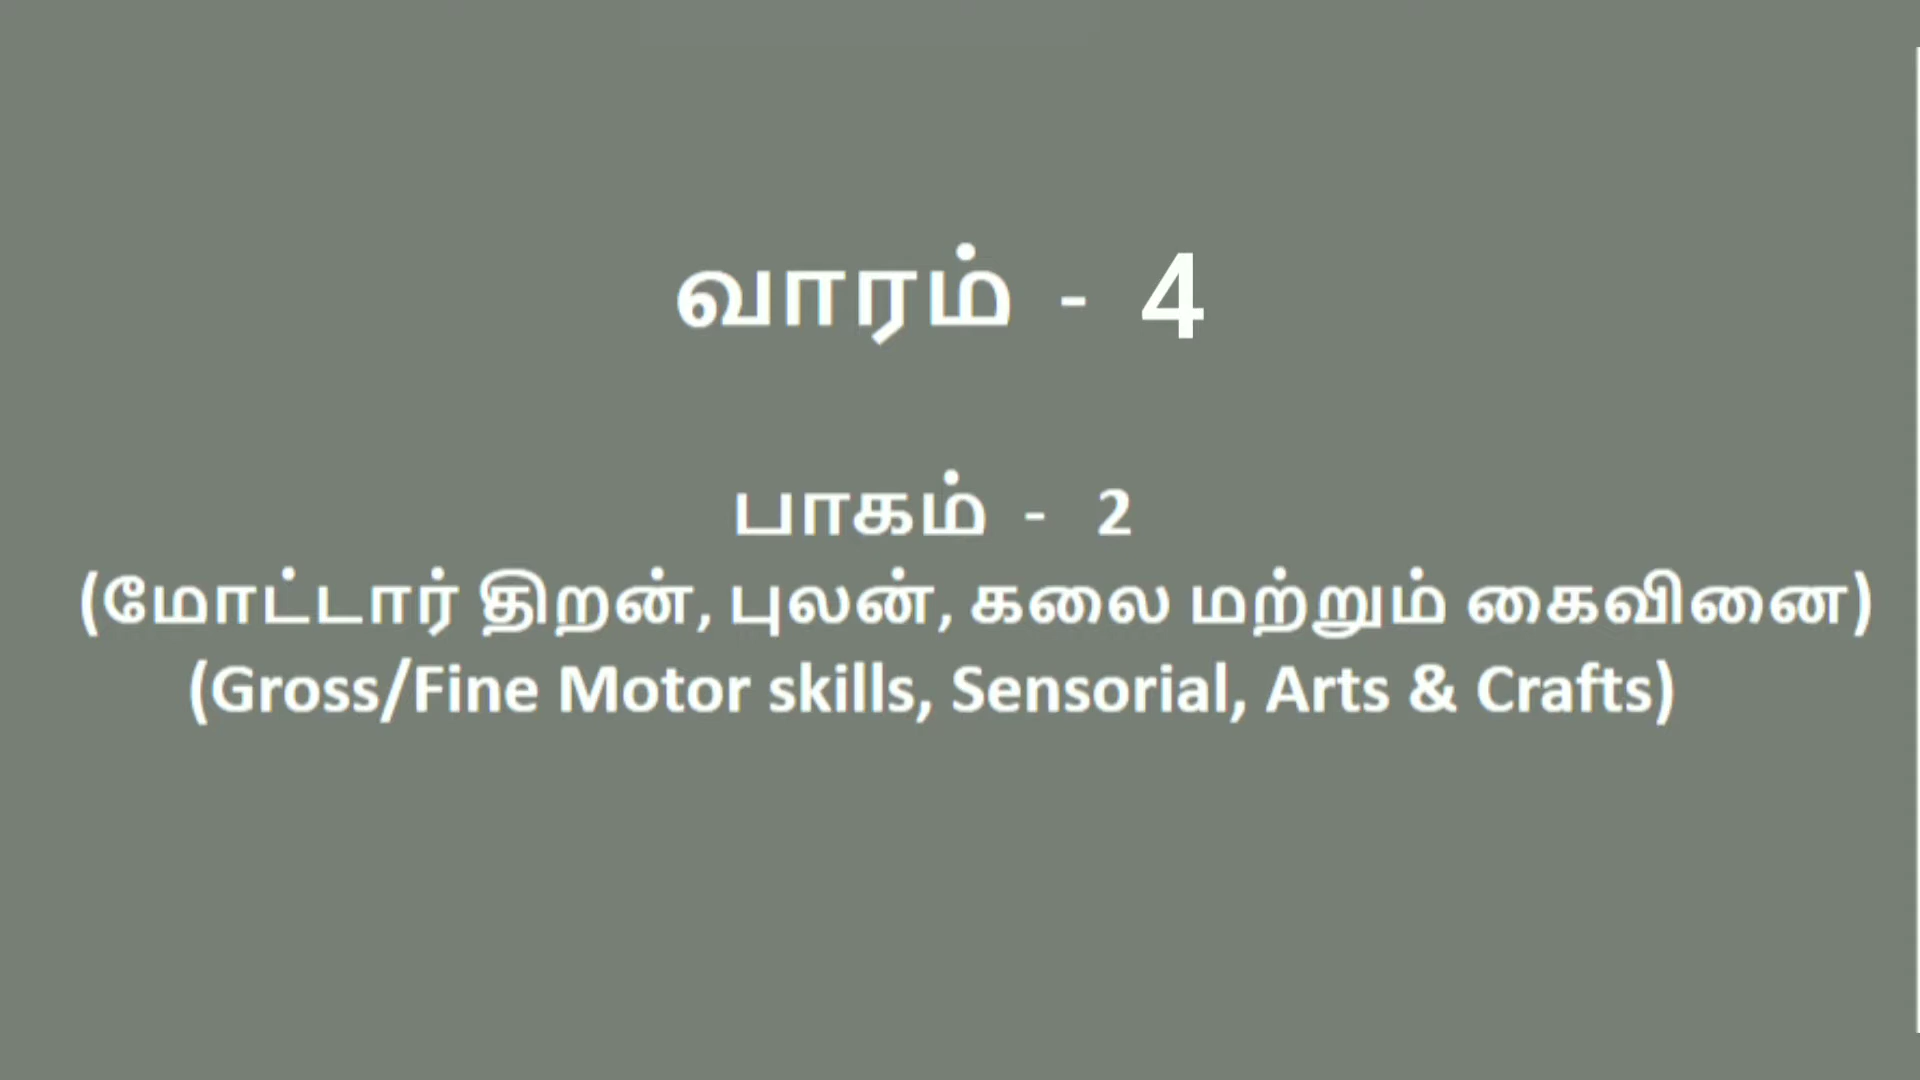 வாரம் - 4
பாகம் - 2
(மோட்டார் திறன், புலன், கலை மற்றும் கைவினை)
(Gross/Fine Motor skills, Sensorial, Arts & Crafts)